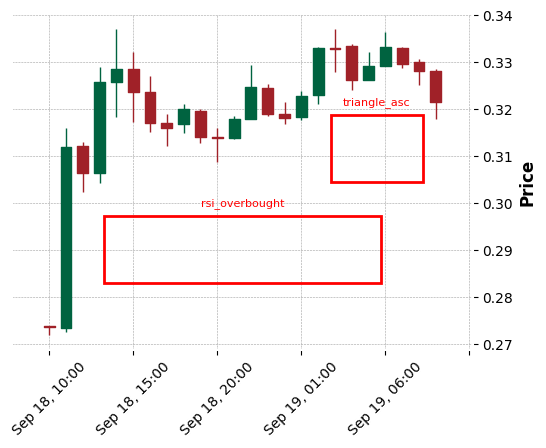 0.34
0.33
0.32
triangle_asc
0.31
0.30
rsi_overbought
0.29
0.28
0.27
Price
Sep 18, 10:00
Sep 18, 15:00
Sep 18, 20:00
Sep 19, 01:00
Sep 19, 06:00